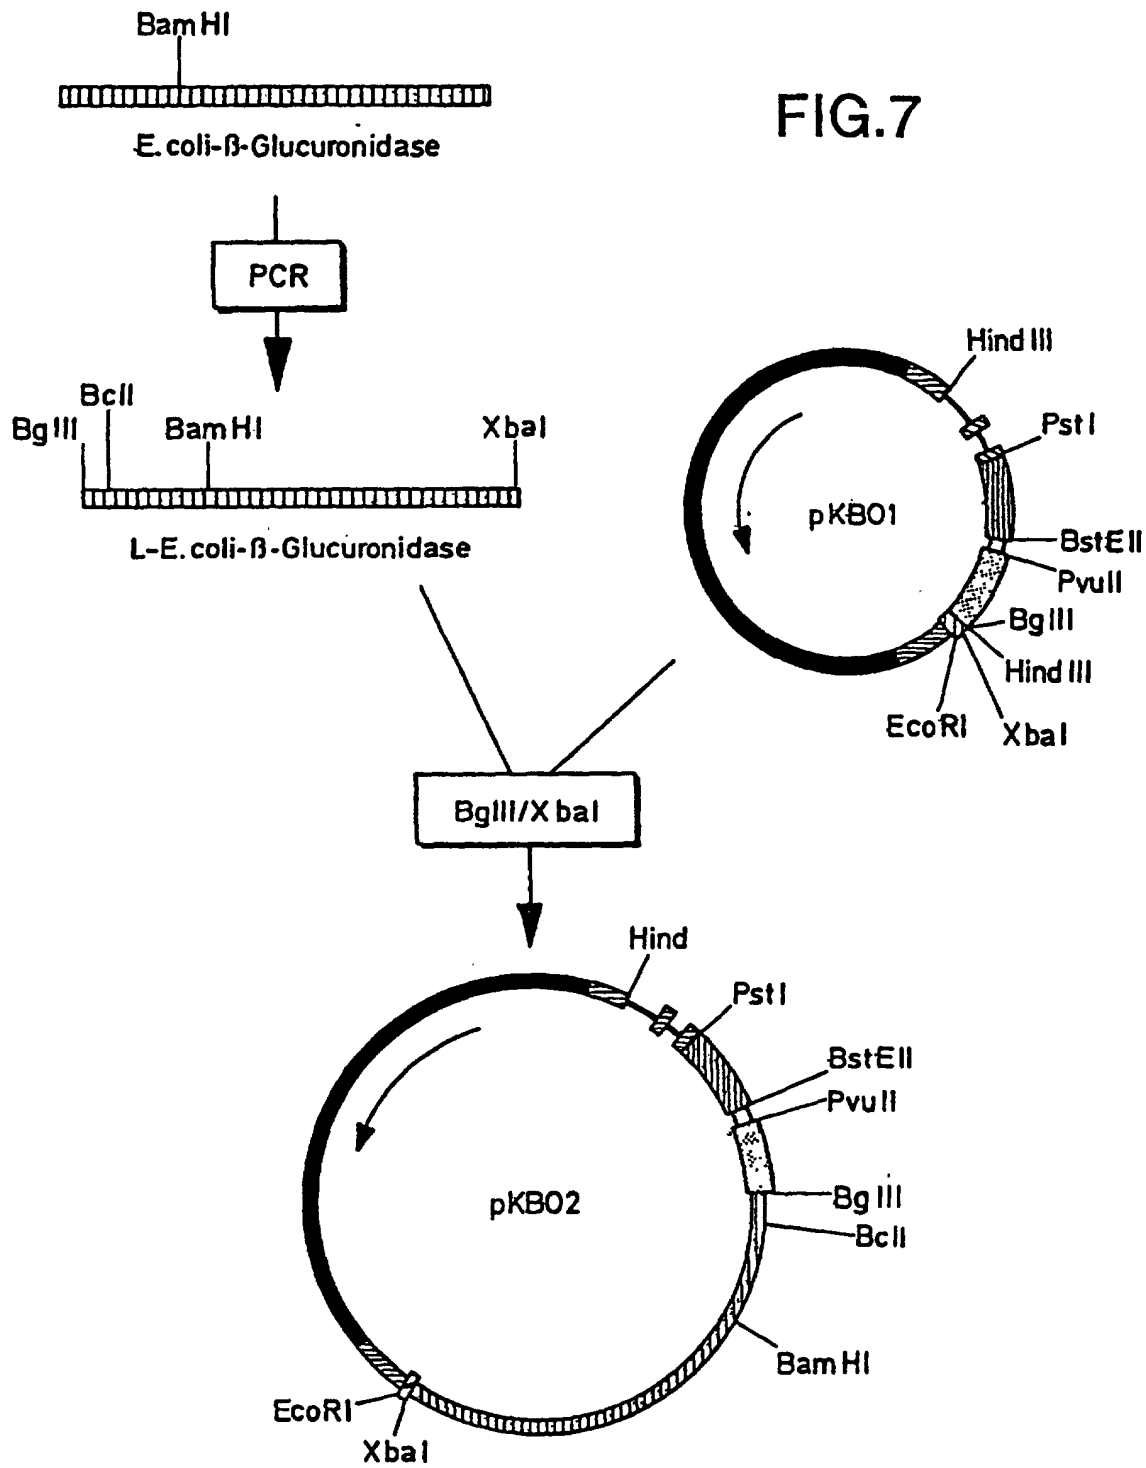 BamHI
FIG.7
E.coli-ß-Glucuronidase
PCR
BclI
BglII
BamHI
XbaI
L-E.coli-ß-Glucuronidase
Hind III
PstI
pKB01
BstEII
PvuII
BglII
Hind III
EcoRI
XbaI
BglII/XbaI
Hind
PstI
BstEII
PvuII
pKB02
BglII
BclI
BamHI
EcoRI
XbaI